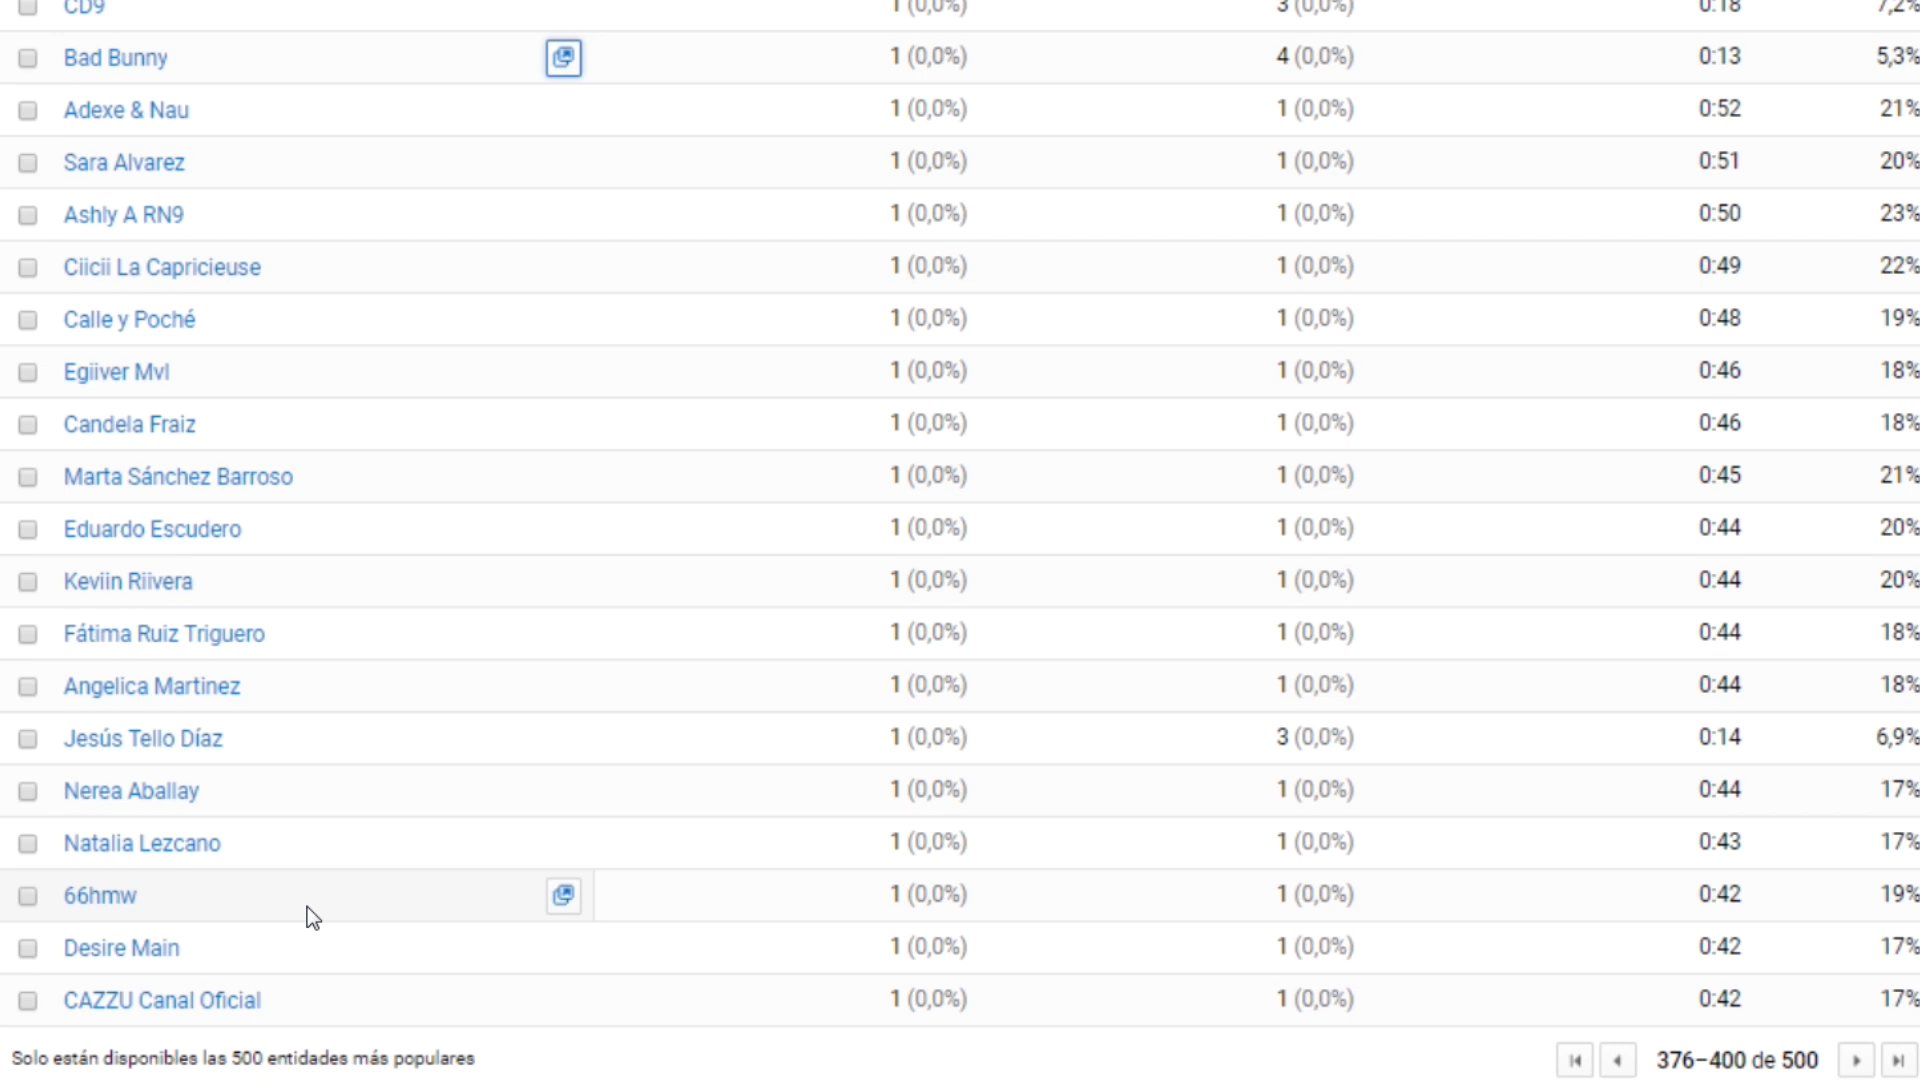 CD9 1 (0,0%) 3 (0,0%) 0:18 7,2%
Bad Bunny 1 (0,0%) 4 (0,0%) 0:13 5,3%
Adexe & Nau 1 (0,0%) 1 (0,0%) 0:52 21%
Sara Alvarez 1 (0,0%) 1 (0,0%) 0:51 20%
Ashly A RN9 1 (0,0%) 1 (0,0%) 0:50 23%
Ciicii La Capricieuse 1 (0,0%) 1 (0,0%) 0:49 22%
Calle y Poché 1 (0,0%) 1 (0,0%) 0:48 19%
Egiiver Mvl 1 (0,0%) 1 (0,0%) 0:46 18%
Candela Fraiz 1 (0,0%) 1 (0,0%) 0:46 18%
Marta Sánchez Barroso 1 (0,0%) 1 (0,0%) 0:45 21%
Eduardo Escudero 1 (0,0%) 1 (0,0%) 0:44 20%
Keviin Riivera 1 (0,0%) 1 (0,0%) 0:44 20%
Fátima Ruiz Triguero 1 (0,0%) 1 (0,0%) 0:44 18%
Angelica Martinez 1 (0,0%) 1 (0,0%) 0:44 18%
Jesús Tello Díaz 1 (0,0%) 3 (0,0%) 0:14 6,9%
Nerea Aballay 1 (0,0%) 1 (0,0%) 0:44 17%
Natalia Lezcano 1 (0,0%) 1 (0,0%) 0:43 17%
66hmw 1 (0,0%) 1 (0,0%) 0:42 19%
Desire Main 1 (0,0%) 1 (0,0%) 0:42 17%
CAZZU Canal Oficial 1 (0,0%) 1 (0,0%) 0:42 17%
Solo están disponibles las 500 entidades más populares 376–400 de 500